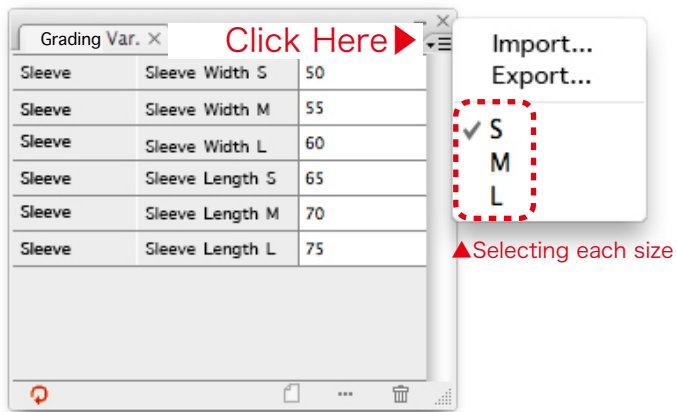 Grading Var. ×
Click Here▶
Sleeve Sleeve Width S 50
Sleeve Sleeve Width M 55
Sleeve Sleeve Width L 60
Sleeve Sleeve Length S 65
Sleeve Sleeve Length M 70
Sleeve Sleeve Length L 75
Import...
Export...
✓ S
M
L
▲Selecting each size